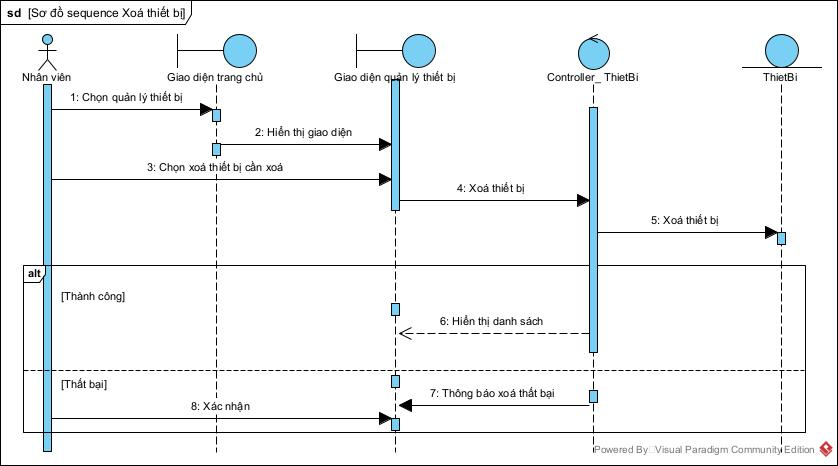 sd [Sơ đồ sequence Xoá thiết bị]
Nhân viên
Giao diện trang chủ
Giao diện quản lý thiết bị
Controller_ ThietBi
ThietBi
1: Chọn quản lý thiết bị
2: Hiển thị giao diện
3: Chọn xoá thiết bị cần xoá
4: Xoá thiết bị
5: Xoá thiết bị
alt
[Thành công]
6: Hiển thị danh sách
[Thất bại]
7: Thông báo xoá thất bại
8: Xác nhận
Powered By Visual Paradigm Community Edition